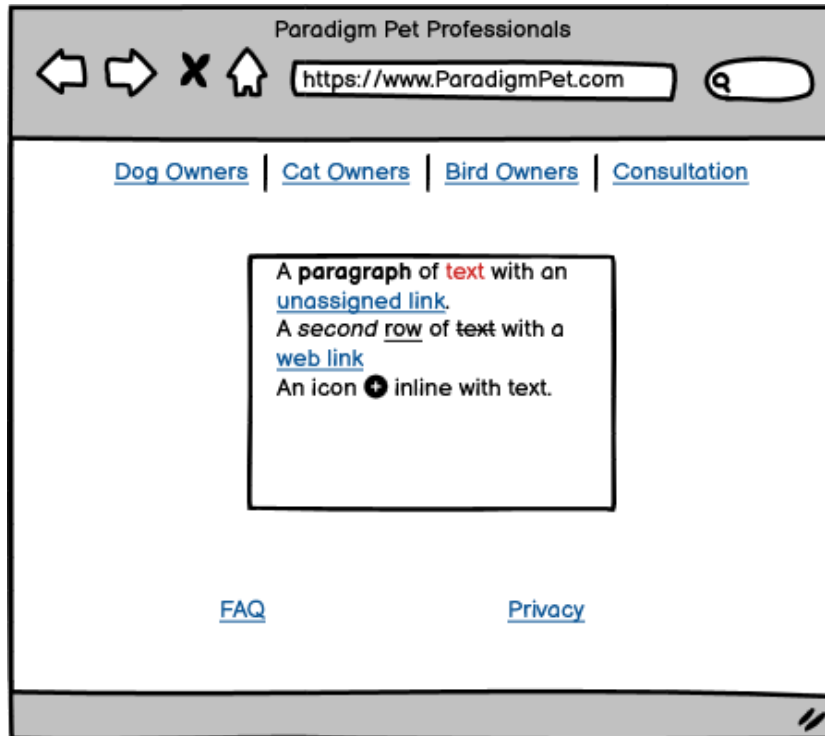 Paradigm Pet Professionals
https://www.ParadigmPet.com
Dog Owners | Cat Owners | Bird Owners | Consultation
A paragraph of text with an
unassigned link.
A second row of text with a
web link
An icon + inline with text.
FAQ Privacy